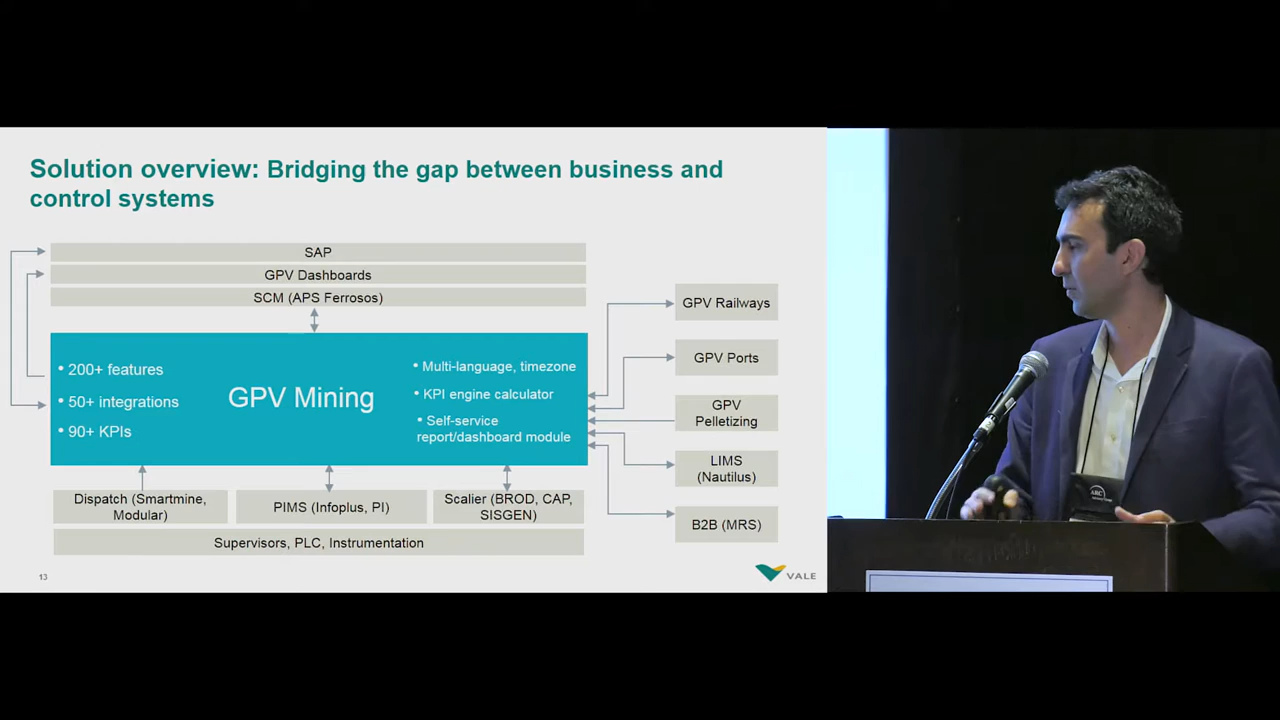 Solution overview: Bridging the gap between business and
control systems
SAP
GPV Dashboards
SCM (APS Ferrosos)
• 200+ features
• 50+ integrations
• 90+ KPIs
GPV Mining
• Multi-language, timezone
• KPI engine calculator
• Self-service
report/dashboard module
GPV Railways
GPV Ports
GPV
Pelletizing
LIMS
(Nautilus)
B2B (MRS)
Dispatch (Smartmine,
Modular)
PIMS (Infoplus, PI)
Scalier (BROD, CAP,
SISGEN)
Supervisors, PLC, Instrumentation
13
VALE
ARC